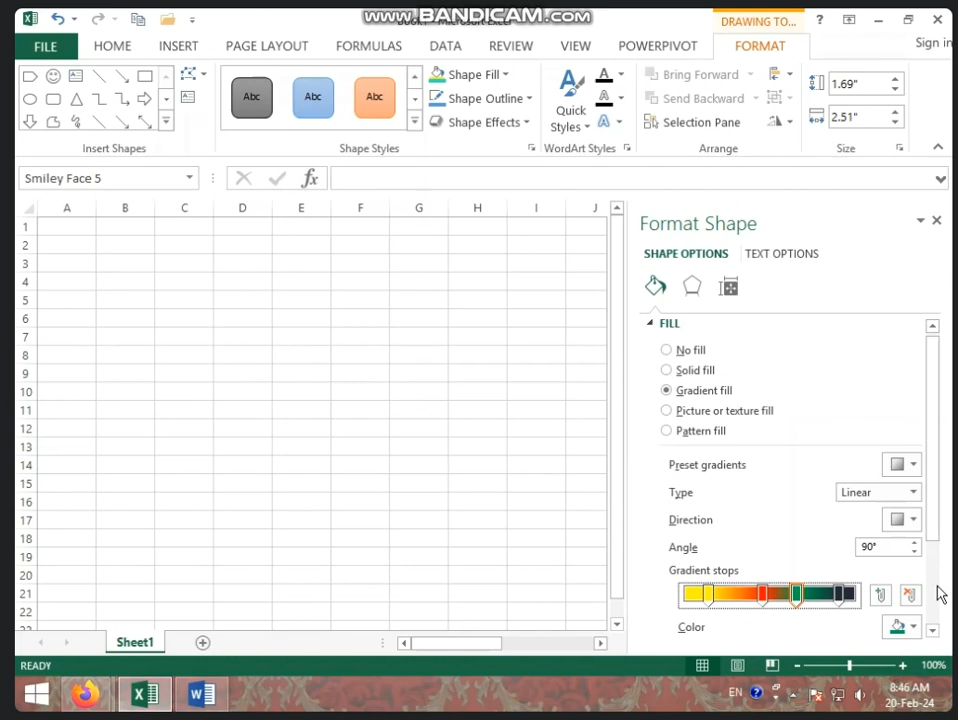 www.BANDICAM.com
DRAWING TO... ?
FILE HOME INSERT PAGE LAYOUT FORMULAS DATA REVIEW VIEW POWERPIVOT FORMAT Sign in
Abc Abc Abc
Shape Fill
Shape Outline
Shape Effects
Quick
Styles
Bring Forward
Send Backward
Selection Pane
1.69"
2.51"
Insert Shapes Shape Styles WordArt Styles Arrange Size
Smiley Face 5 fx
A B C D E F G H I J
1
2
3
4
5
6
7
8
9
10
11
12
13
14
15
16
17
18
19
20
21
22
Format Shape
SHAPE OPTIONS TEXT OPTIONS
FILL
No fill
Solid fill
Gradient fill
Picture or texture fill
Pattern fill
Preset gradients
Type Linear
Direction
Angle 90°
Gradient stops
Color
Sheet1
READY 100%
EN 8:46 AM
20-Feb-24